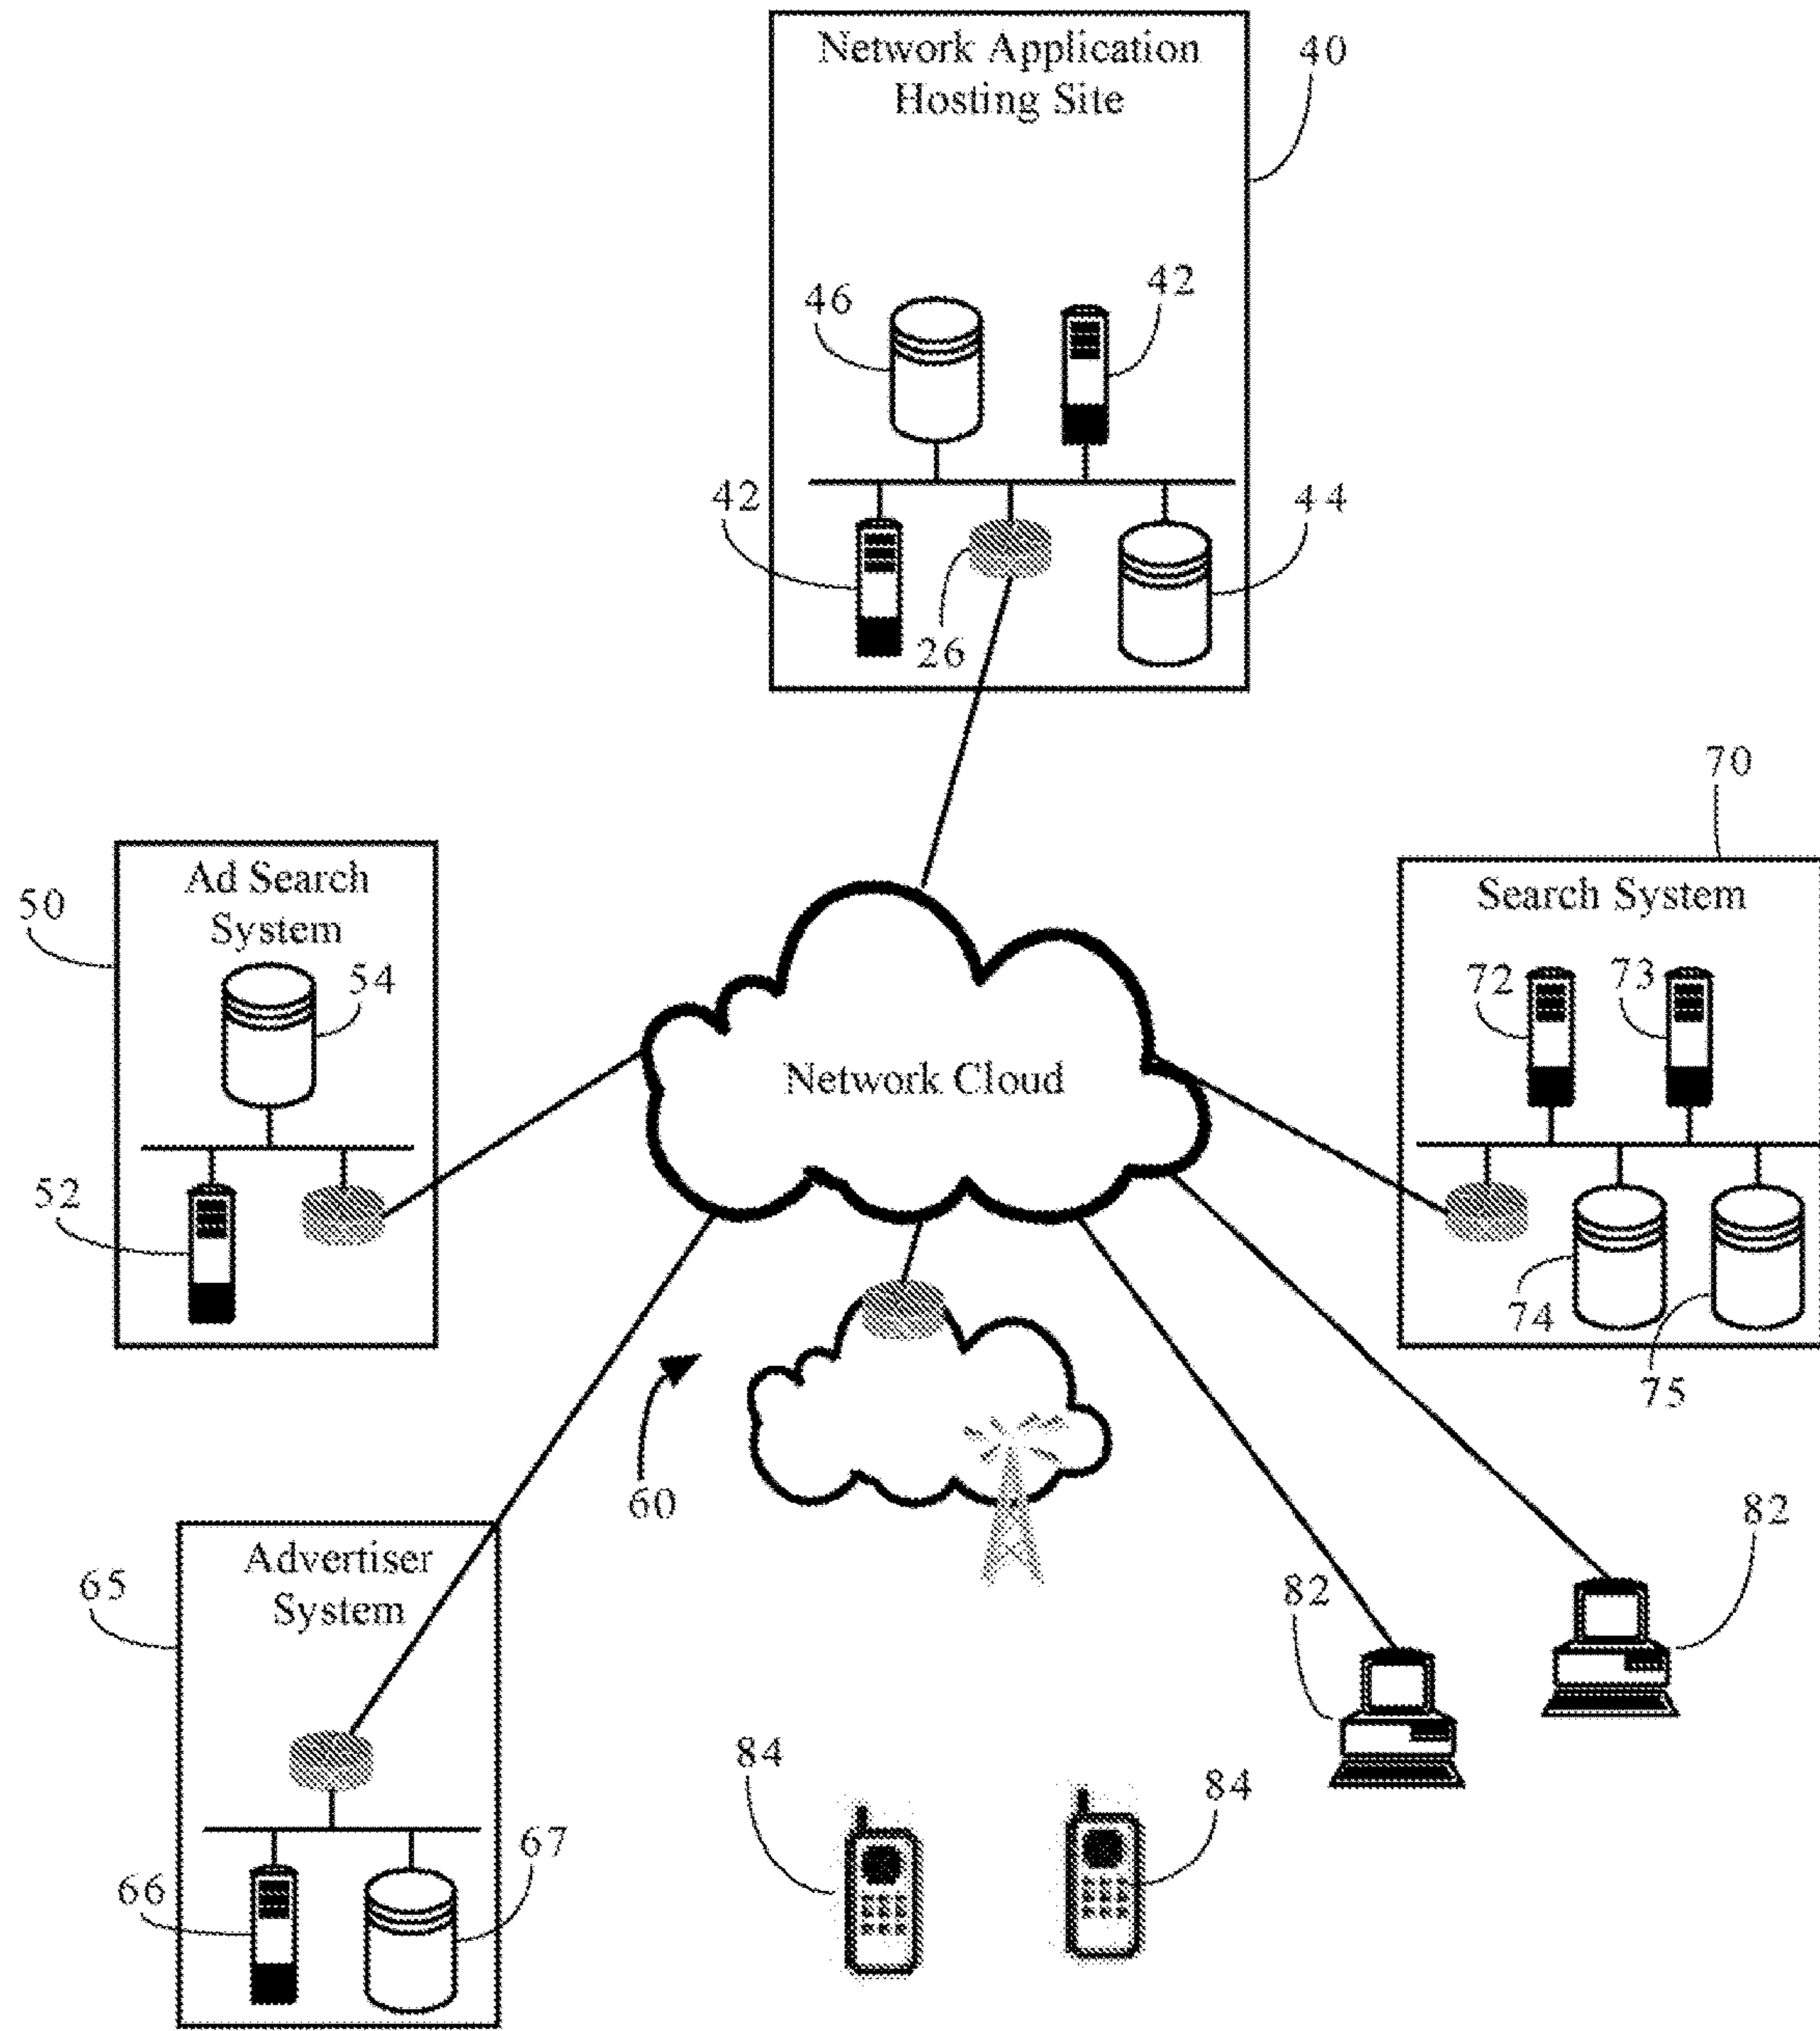 Network Application
Hosting Site
40
46
42
42
44
26
70
Ad Search
System
50
54
52
Network Cloud
Search System
72
73
74
75
60
Advertiser
System
65
66
67
82
82
84
84